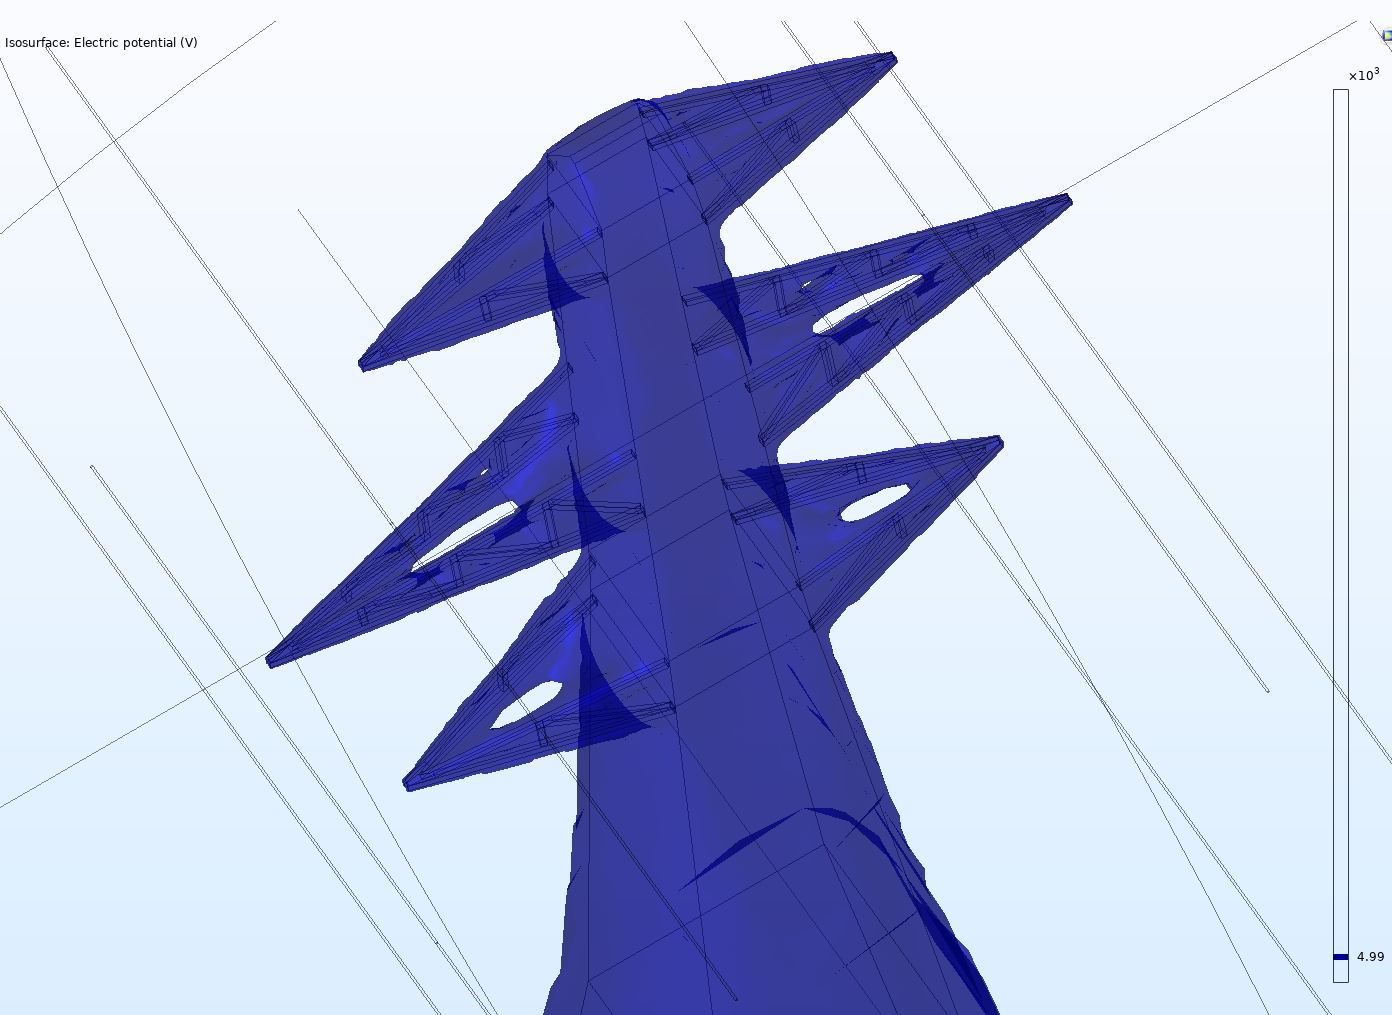 Isosurface: Electric potential (V)
×10³
4.99